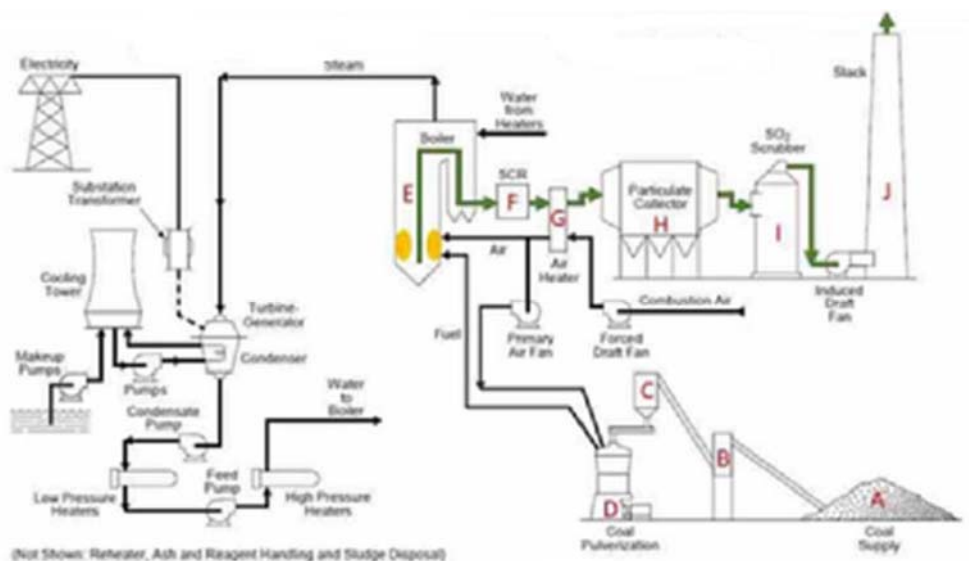 Electricity
Steam
Water
from
Heaters
Boiler
E
SCR
F
G
Particulate
Collector
H
SO₂
Scrubber
I
Stack
J
Substation
Transformer
Cooling
Tower
Turbine-
Generator
Condenser
Makeup
Pumps
Pumps
Air
Air
Heater
Induced
Draft
Fan
Combustion Air
Fuel
Primary
Air Fan
Forced
Draft Fan
Water
to
Boiler
Condensate
Pump
Feed
Pump
Low Pressure
Heaters
High Pressure
Heaters
C
B
A
D
Coal
Pulverization
Coal
Supply
(Not Shown: Reheater, Ash and Reagent Handling and Sludge Disposal)